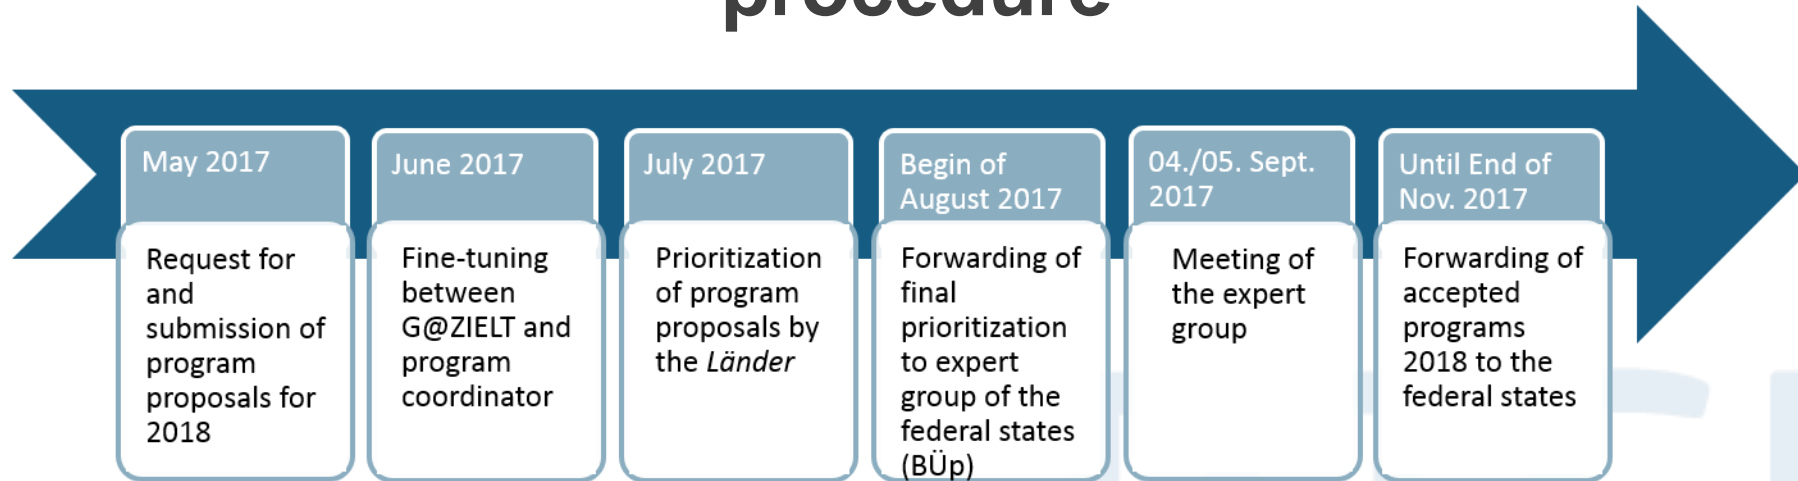 procedure
May 2017
Request for
and
submission of
program
proposals for
2018
June 2017
Fine-tuning
between
G@ZIELT and
program
coordinator
July 2017
Prioritization
of program
proposals by
the Länder
Begin of
August 2017
Forwarding of
final
prioritization
to expert
group of the
federal states
(BÜp)
04./05. Sept.
2017
Meeting of
the expert
group
Until End of
Nov. 2017
Forwarding of
accepted
programs
2018 to the
federal states